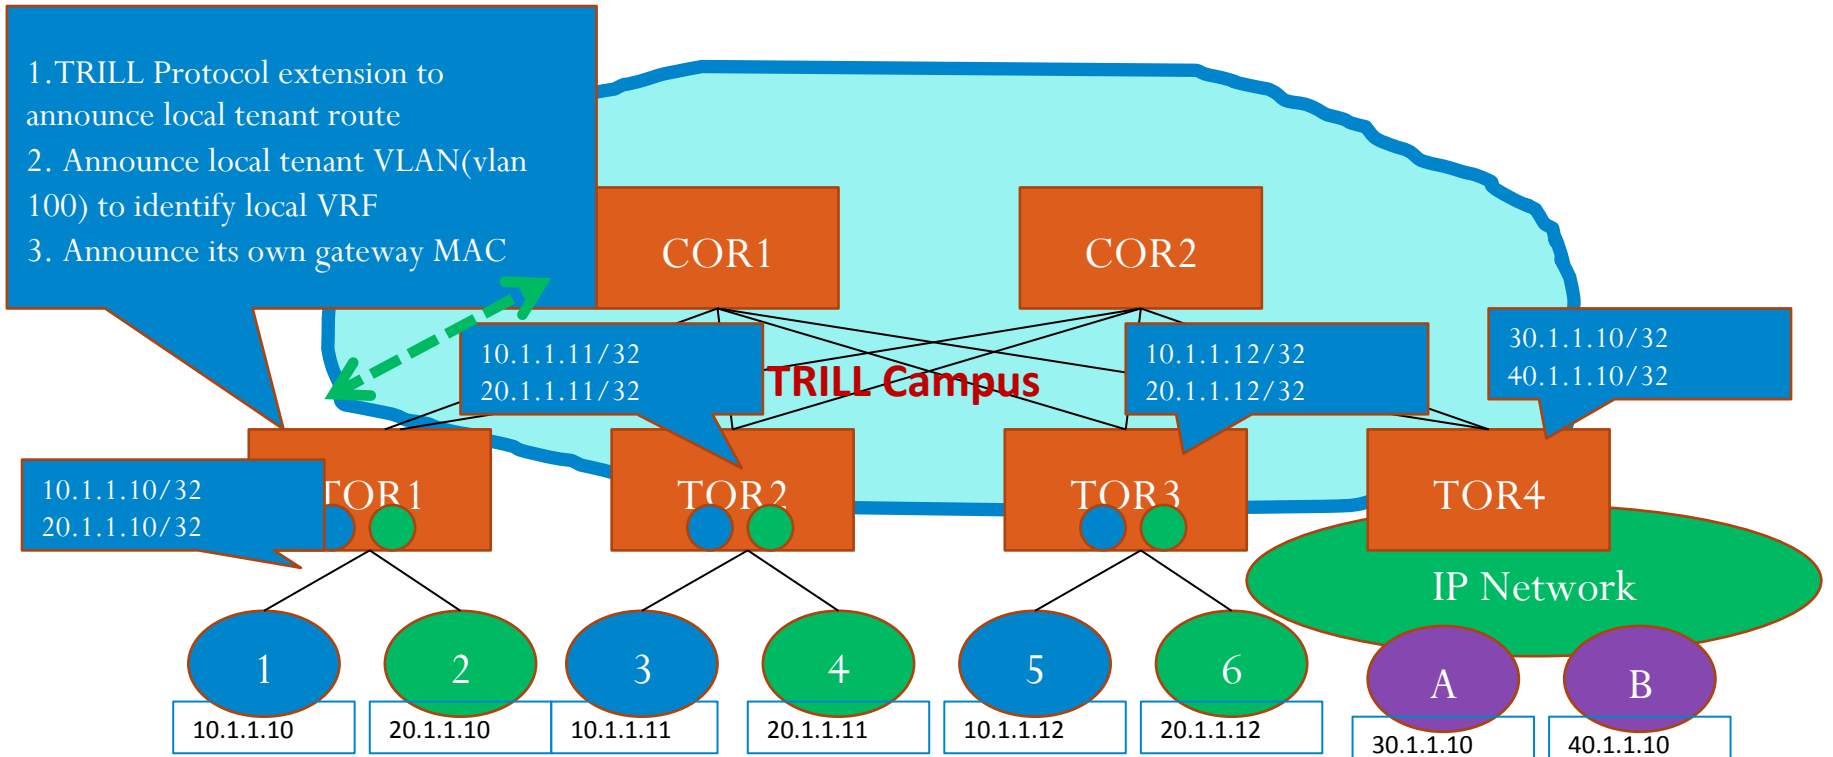 1.TRILL Protocol extension to
announce local tenant route
2. Announce local tenant VLAN(vlan
100) to identify local VRF
3. Announce its own gateway MAC
COR1
COR2
10.1.1.11/32
20.1.1.11/32
TRILL Campus
10.1.1.12/32
20.1.1.12/32
30.1.1.10/32
40.1.1.10/32
10.1.1.10/32
20.1.1.10/32
TOR1
TOR2
TOR3
TOR4
IP Network
1
2
3
4
5
6
A
B
10.1.1.10
20.1.1.10
10.1.1.11
20.1.1.11
10.1.1.12
20.1.1.12
30.1.1.10
40.1.1.10